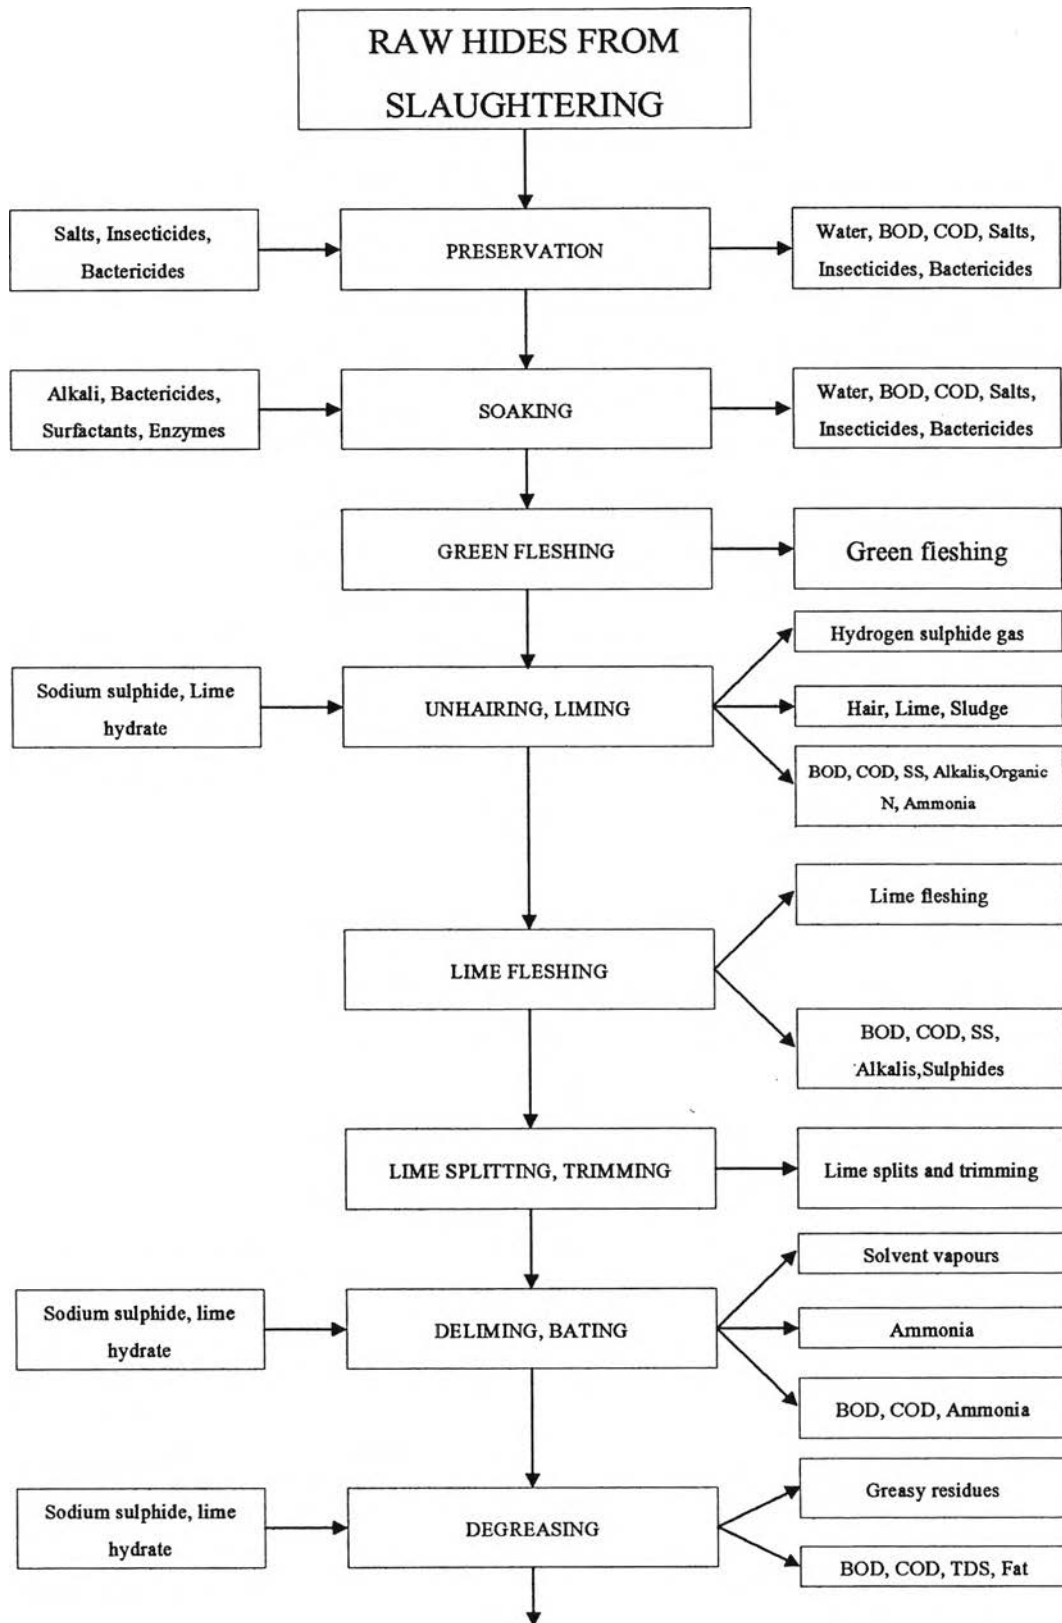 RAW HIDES FROM
SLAUGHTERING
Salts, Insecticides,
Bactericides
PRESERVATION
Water, BOD, COD, Salts,
Insecticides, Bactericides
Alkali, Bactericides,
Surfactants, Enzymes
SOAKING
Water, BOD, COD, Salts,
Insecticides, Bactericides
GREEN FLESHING
Green fleshing
Sodium sulphide, Lime
hydrate
UNHAIRING, LIMING
Hydrogen sulphide gas
Hair, Lime, Sludge
BOD, COD, SS, Alkalis,Organic
N, Ammonia
LIME FLESHING
Lime fleshing
BOD, COD, SS,
Alkalis,Sulphides
LIME SPLITTING, TRIMMING
Lime splits and trimming
Sodium sulphide, lime
hydrate
DELIMING, BATING
Solvent vapours
Ammonia
BOD, COD, Ammonia
Sodium sulphide, lime
hydrate
DEGREASING
Greasy residues
BOD, COD, TDS, Fat